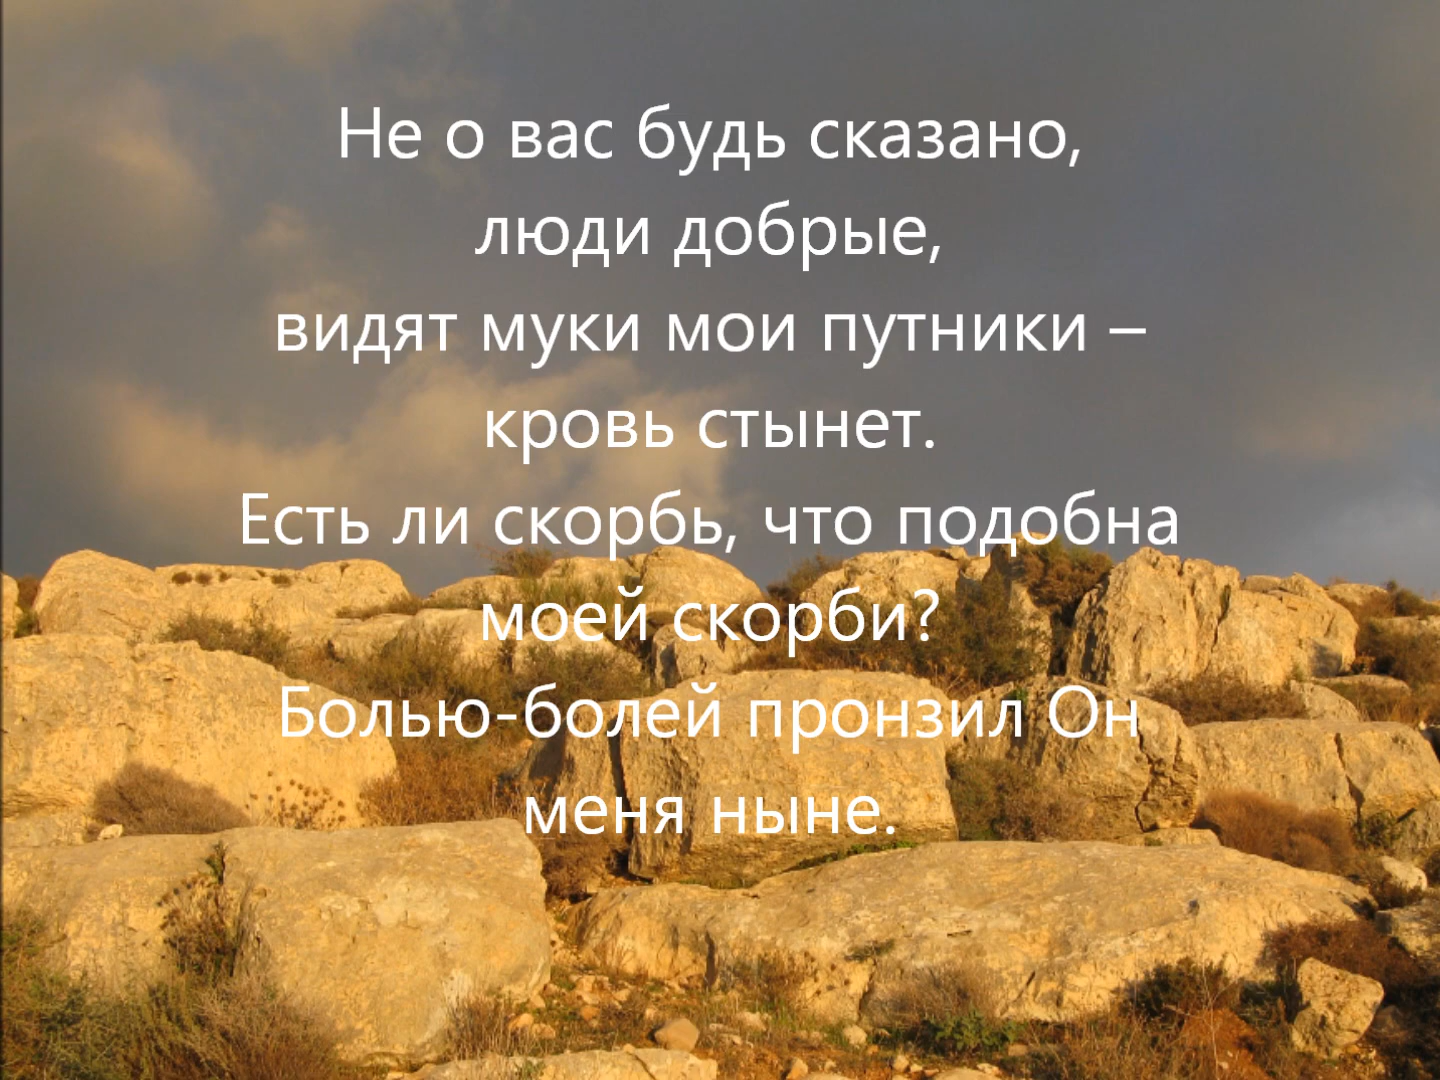 Не о вас будь сказано,
люди добрые,
видят муки мои путники –
кровь стынет.
Есть ли скорбь, что подобна
моей скорби?
Болью-болей пронзил Он
меня ныне.